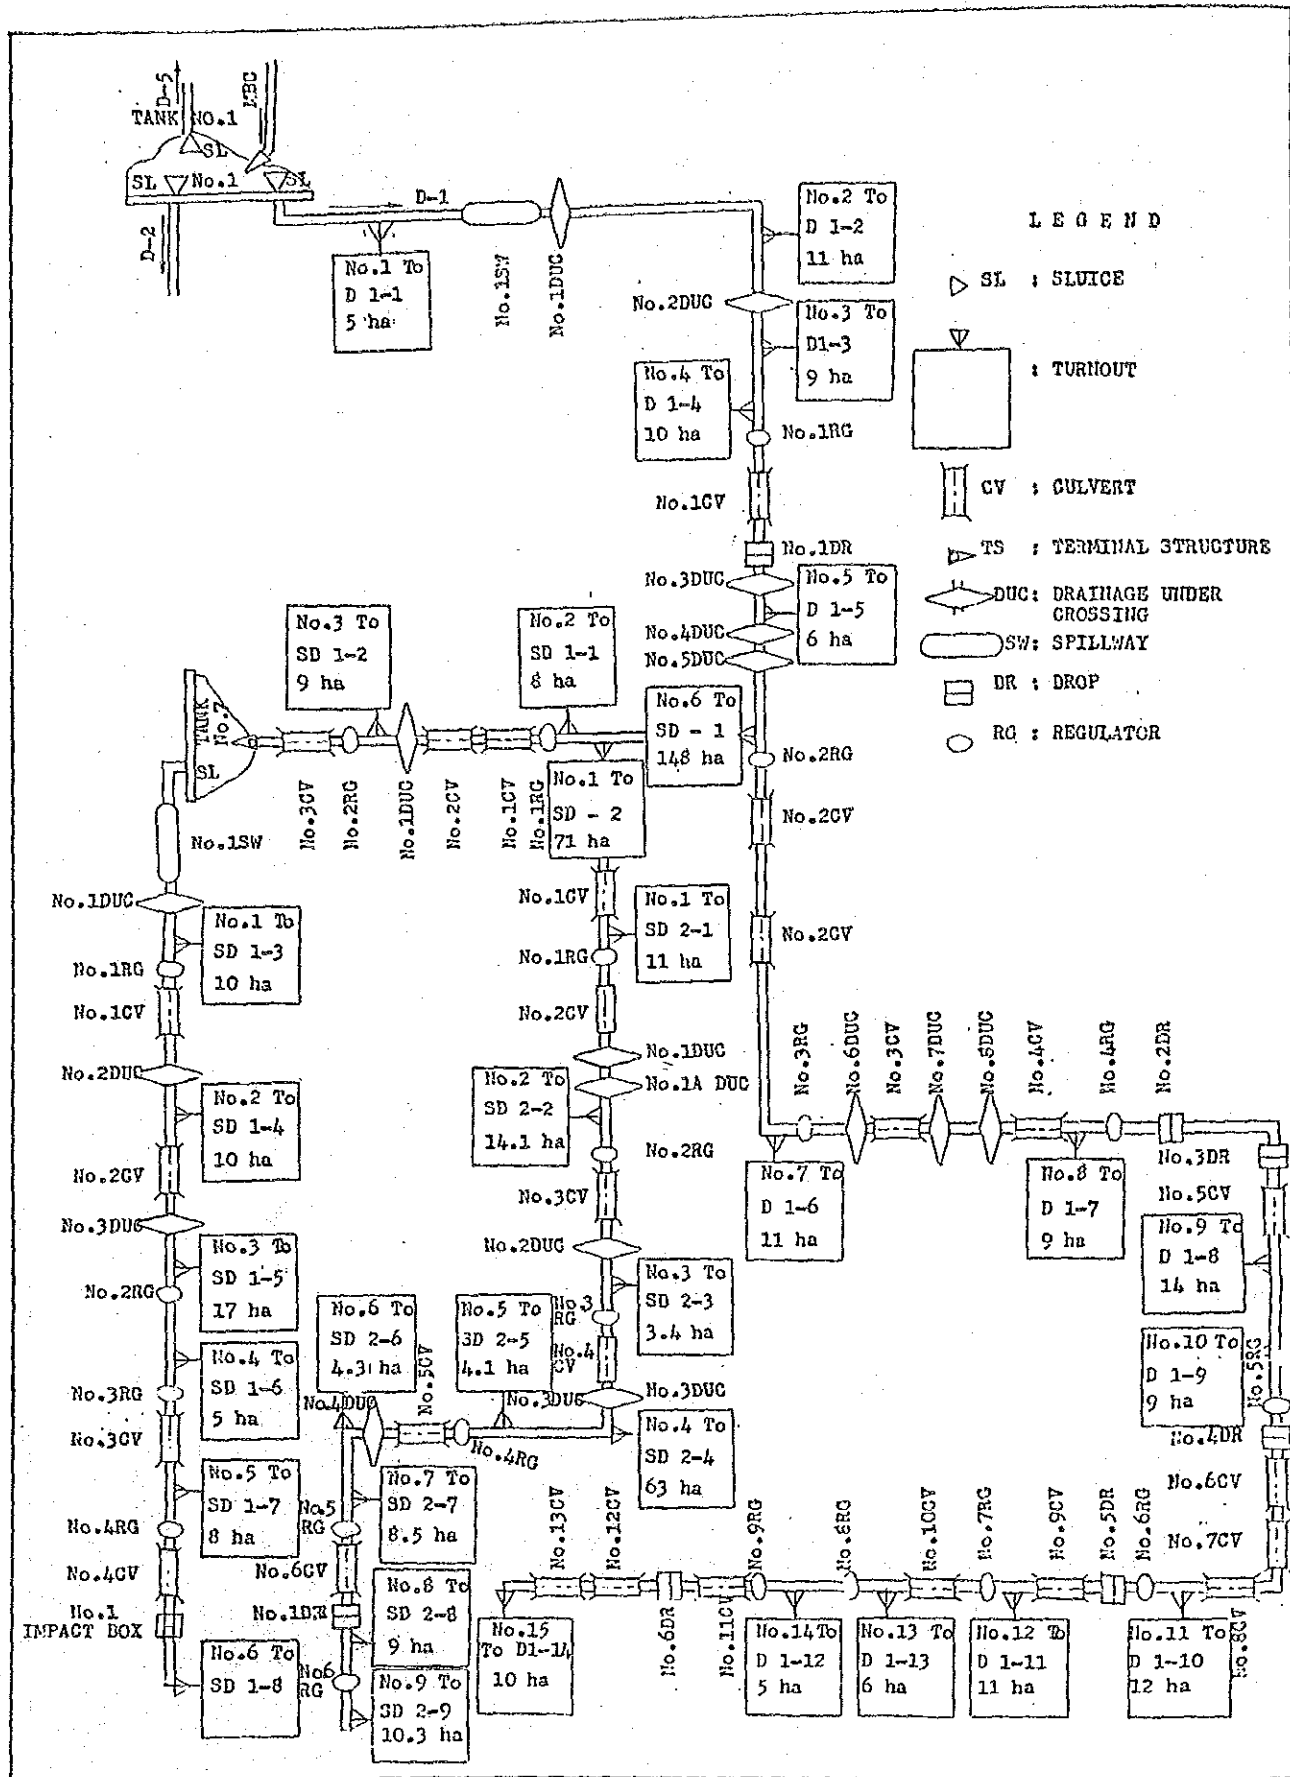 D-5
MBC
TANK NO.1
SL
SL No.1 SL
D-2
D-1
No.1 To
D 1-1
5 ha
No.1SW
No.1DUC
No.2 To
D 1-2
11 ha
No.2DUC
No.3 To
D1-3
9 ha
No.4 To
D 1-4
10 ha
No.1RG
No.1CV
No.1DR
No.3DUC
No.5 To
D 1-5
6 ha
No.4DUC
No.5DUC
LEGEND
SL : SLUICE
: TURNOUT
CV : CULVERT
TS : TERMINAL STRUCTURE
DUC: DRAINAGE UNDER
CROSSING
SW: SPILLWAY
DR : DROP
RG : REGULATOR
No.3 To
SD 1-2
9 ha
No.2 To
SD 1-1
8 ha
No.6 To
SD - 1
148 ha
No.2RG
TANK
No.7
SL
No.3CV
No.2RG
No.1DUC
No.2CV
No.1CV
No.1RG
No.1 To
SD - 2
71 ha
No.2CV
No.2CV
No.1SW
No.1DUC
No.1 To
SD 1-3
10 ha
No.1RG
No.1CV
No.2DUC
No.2 To
SD 1-4
10 ha
No.2CV
No.3DUC
No.3 To
SD 1-5
17 ha
No.2RG
No.4 To
SD 1-6
5 ha
No.3RG
No.3CV
No.5 To
SD 1-7
8 ha
No.4RG
No.4CV
No.1
IMPACT BOX
No.6 To
SD 1-8
No.1CV
No.1 To
SD 2-1
11 ha
No.1RG
No.2CV
No.1DUC
No.1A DUC
No.2 To
SD 2-2
14.1 ha
No.2RG
No.3CV
No.2DUC
No.3 To
SD 2-3
3.4 ha
No.3
RG
No.4
CV
No.3DUC
No.3DUC
No.4 To
SD 2-4
63 ha
No.5 To
SD 2-5
4.1 ha
No.4RG
No.5CV
No.6 To
SD 2-6
4.3 ha
No.4DUC
No.7 To
SD 2-7
8.5 ha
No.5
RG
No.6CV
No.8 To
SD 2-8
9 ha
No.1DR
No6
RG
No.9 To
SD 2-9
10.3 ha
No.3RG
No.6DUC
No.3CV
No.7DUC
No.8DUC
No.4CV
No.4RG
No.2DR
No.7 To
D 1-6
11 ha
No.8 To
D 1-7
9 ha
No.3DR
No.5CV
No.9 To
D 1-8
14 ha
No.10 To
D 1-9
9 ha
No.5RG
No.4DR
No.6CV
No.7CV
No.13CV
No.12CV
No.9RG
No.8RG
No.10CV
No.7RG
No.9CV
No.5DR
No.6RG
No.15
To D1-14
10 ha
No.6DR
No.11CV
No.14To
D 1-12
5 ha
No.13 To
D 1-13
6 ha
No.12 To
D 1-11
11 ha
No.11 To
D 1-10
12 ha
No.8CV